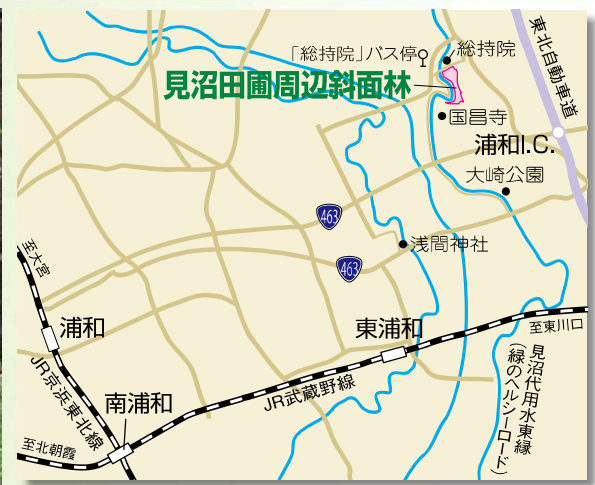 「総持院」バス停
総持院
東北自動車道
見沼田圃周辺斜面林
国昌寺
浦和I.C.
大崎公園
463
浅間神社
463
至大宮
浦和
東浦和
至東川口
見沼代用水東縁
(緑のヘルシーロード)
JR京浜東北線
南浦和
JR武蔵野線
至北朝霞